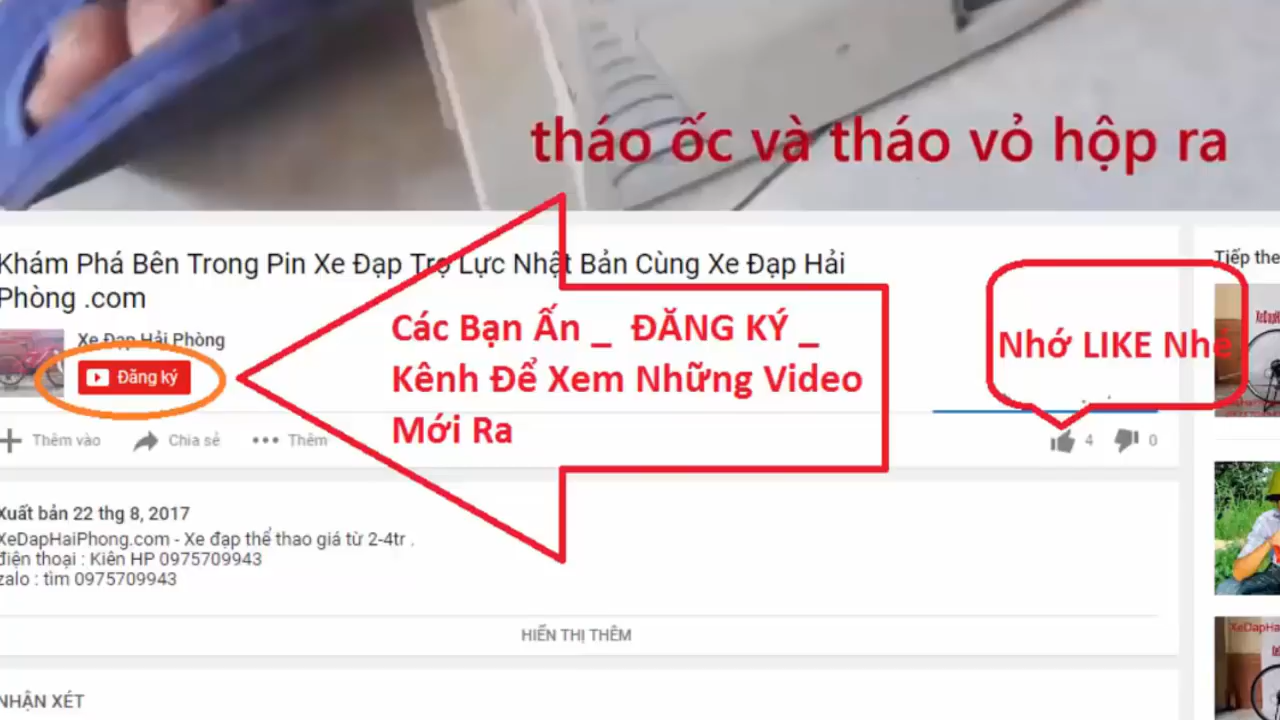 tháo ốc và tháo vỏ hộp ra
Khám Phá Bên Trong Pin Xe Đạp Trợ Lực Nhật Bản Cùng Xe Đạp Hải
Phòng .com
Tiếp the
Xe Đạp Hải Phòng
Đăng ký
Các Bạn Ấn _ ĐĂNG KÝ _
Kênh Để Xem Những Video
Mới Ra
Nhớ LIKE Nhé
Thêm vào
Chia sẻ
Thêm
4
0
Xuất bản 22 thg 8, 2017
XeDapHaiPhong.com - Xe đạp thể thao giá từ 2-4tr .
điện thoại : Kiên HP 0975709943
zalo : tìm 0975709943
HIỂN THỊ THÊM
NHẬN XÉT
XeDapHa